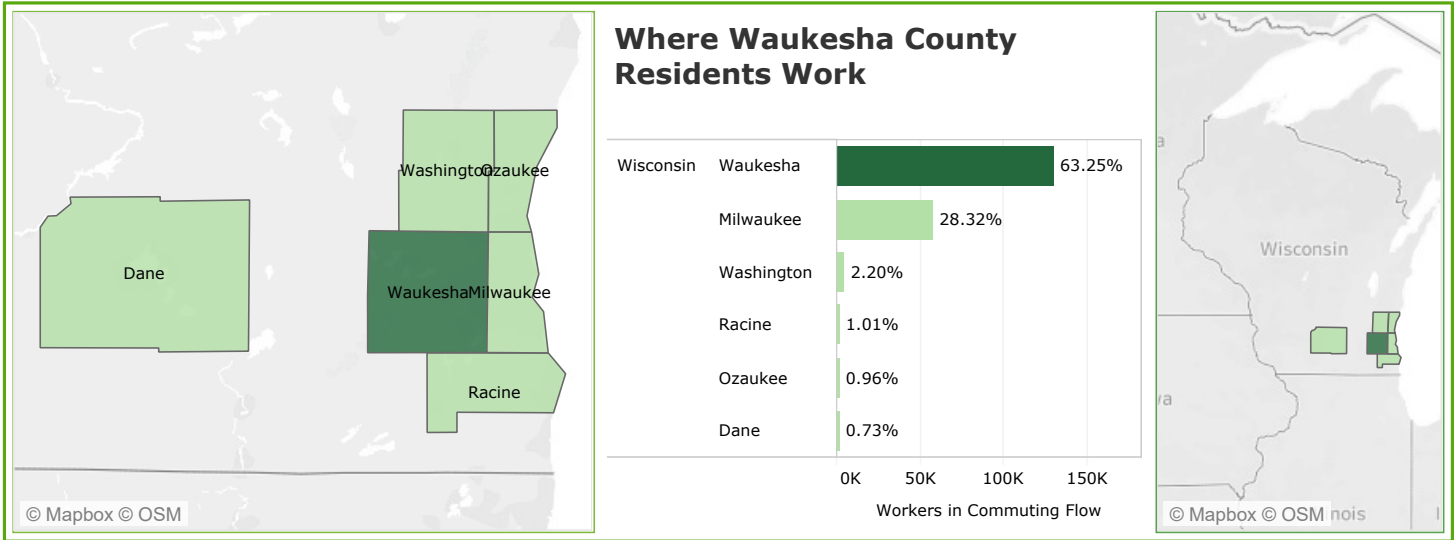 Where Waukesha County
Residents Work
Washington
Ozaukee
Dane
Waukesha
Milwaukee
Racine
© Mapbox © OSM
Wisconsin
Waukesha
63.25%
Milwaukee
28.32%
Washington
2.20%
Racine
1.01%
Ozaukee
0.96%
Dane
0.73%
0K
50K
100K
150K
Workers in Commuting Flow
Wisconsin
© Mapbox © OSM